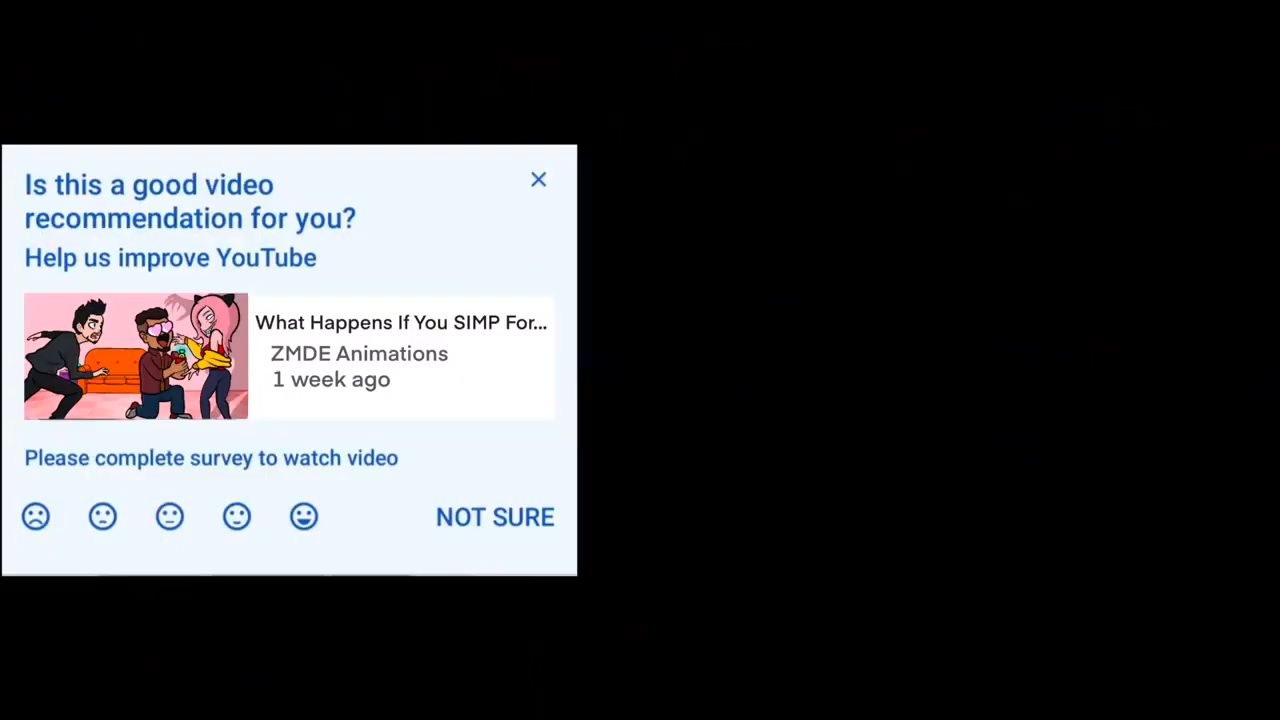 Is this a good video
recommendation for you?
Help us improve YouTube
What Happens If You SIMP For...
ZMDE Animations
1 week ago
Please complete survey to watch video
NOT SURE